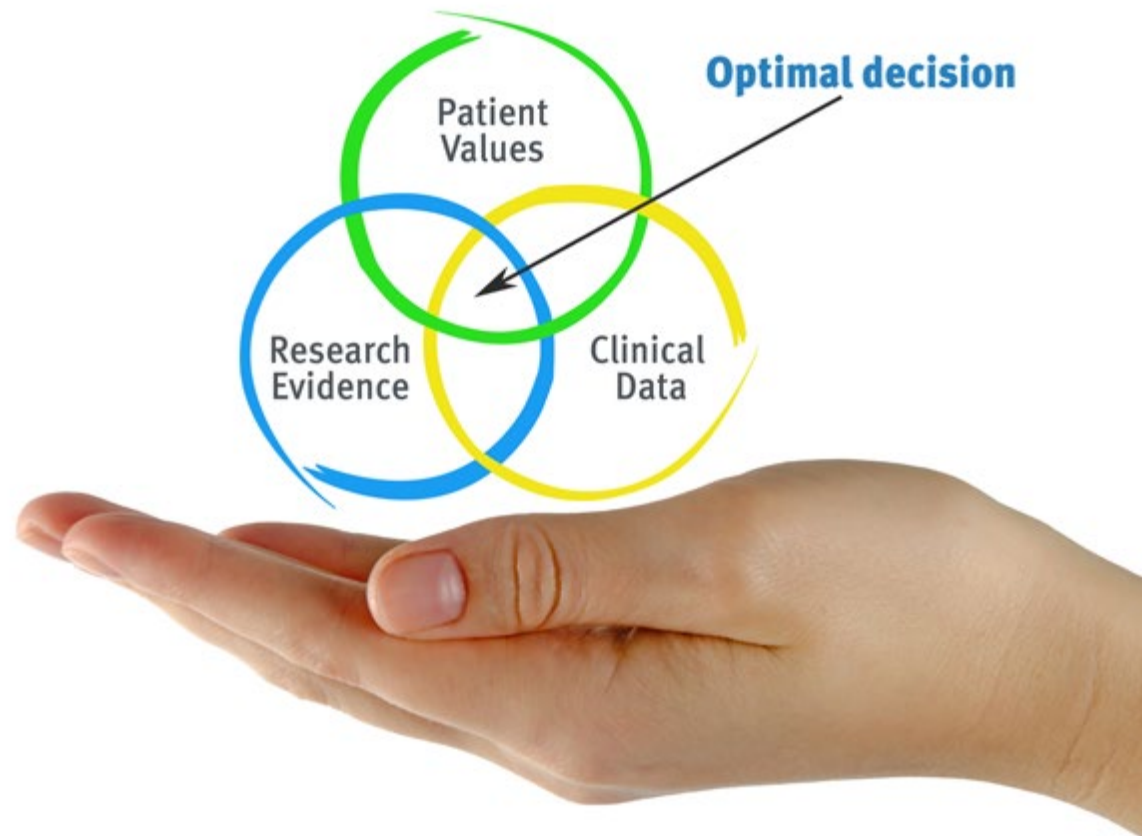 Optimal decision
Patient
Values
Research
Evidence
Clinical
Data